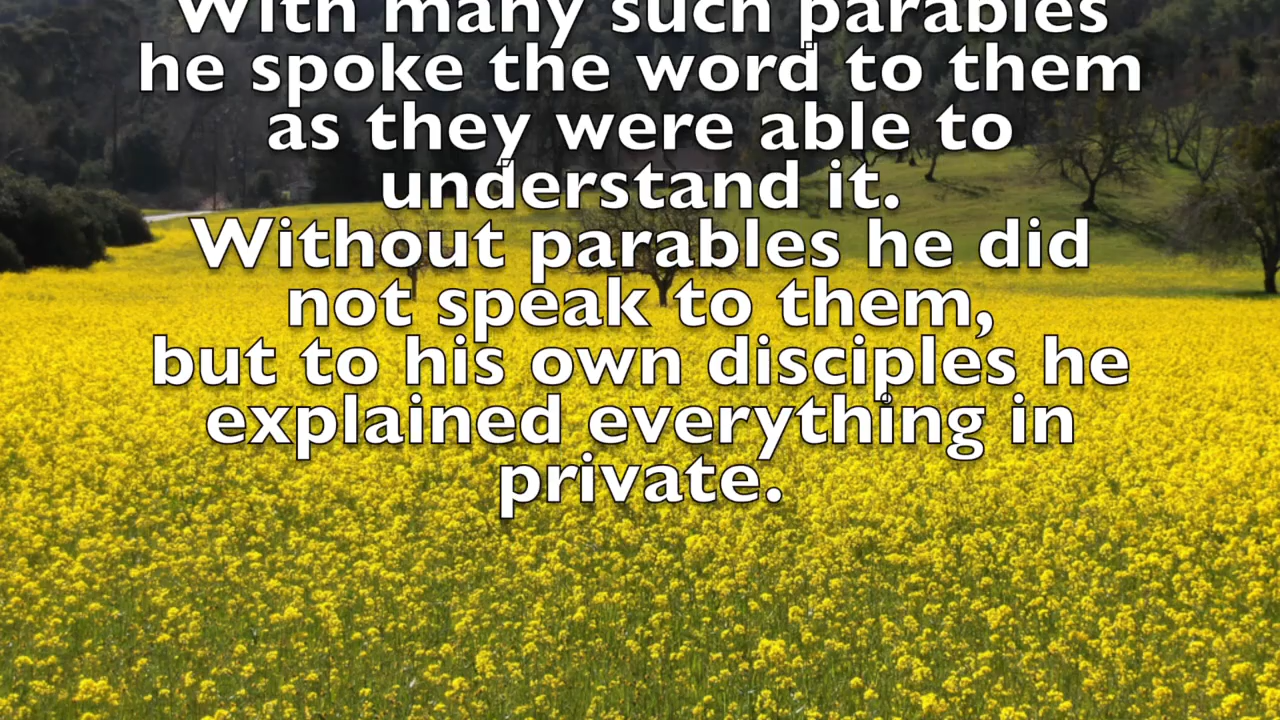 With many such parables
he spoke the word to them
as they were able to
understand it.
Without parables he did
not speak to them,
but to his own disciples he
explained everything in
private.